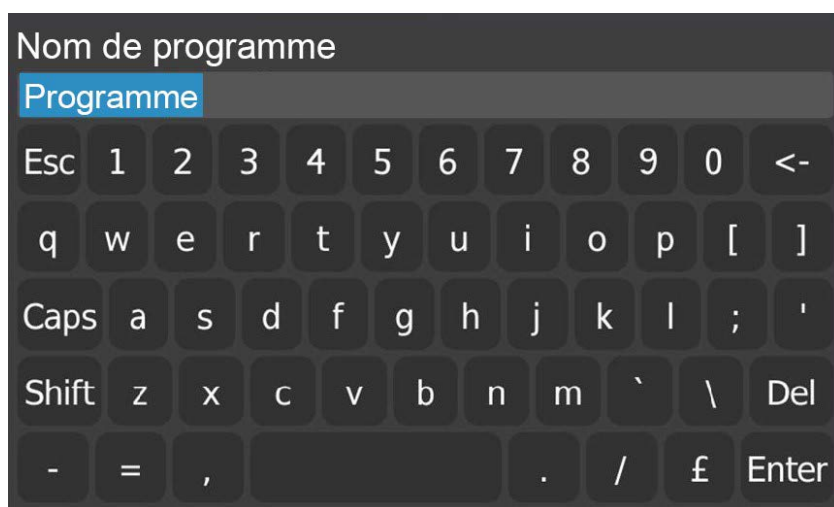 Nom de programme
Programme
Esc 1 2 3 4 5 6 7 8 9 0 <-
q w e r t y u i o p [ ]
Caps a s d f g h j k l ; '
Shift z x c v b n m ` \ Del
- = , . / £ Enter